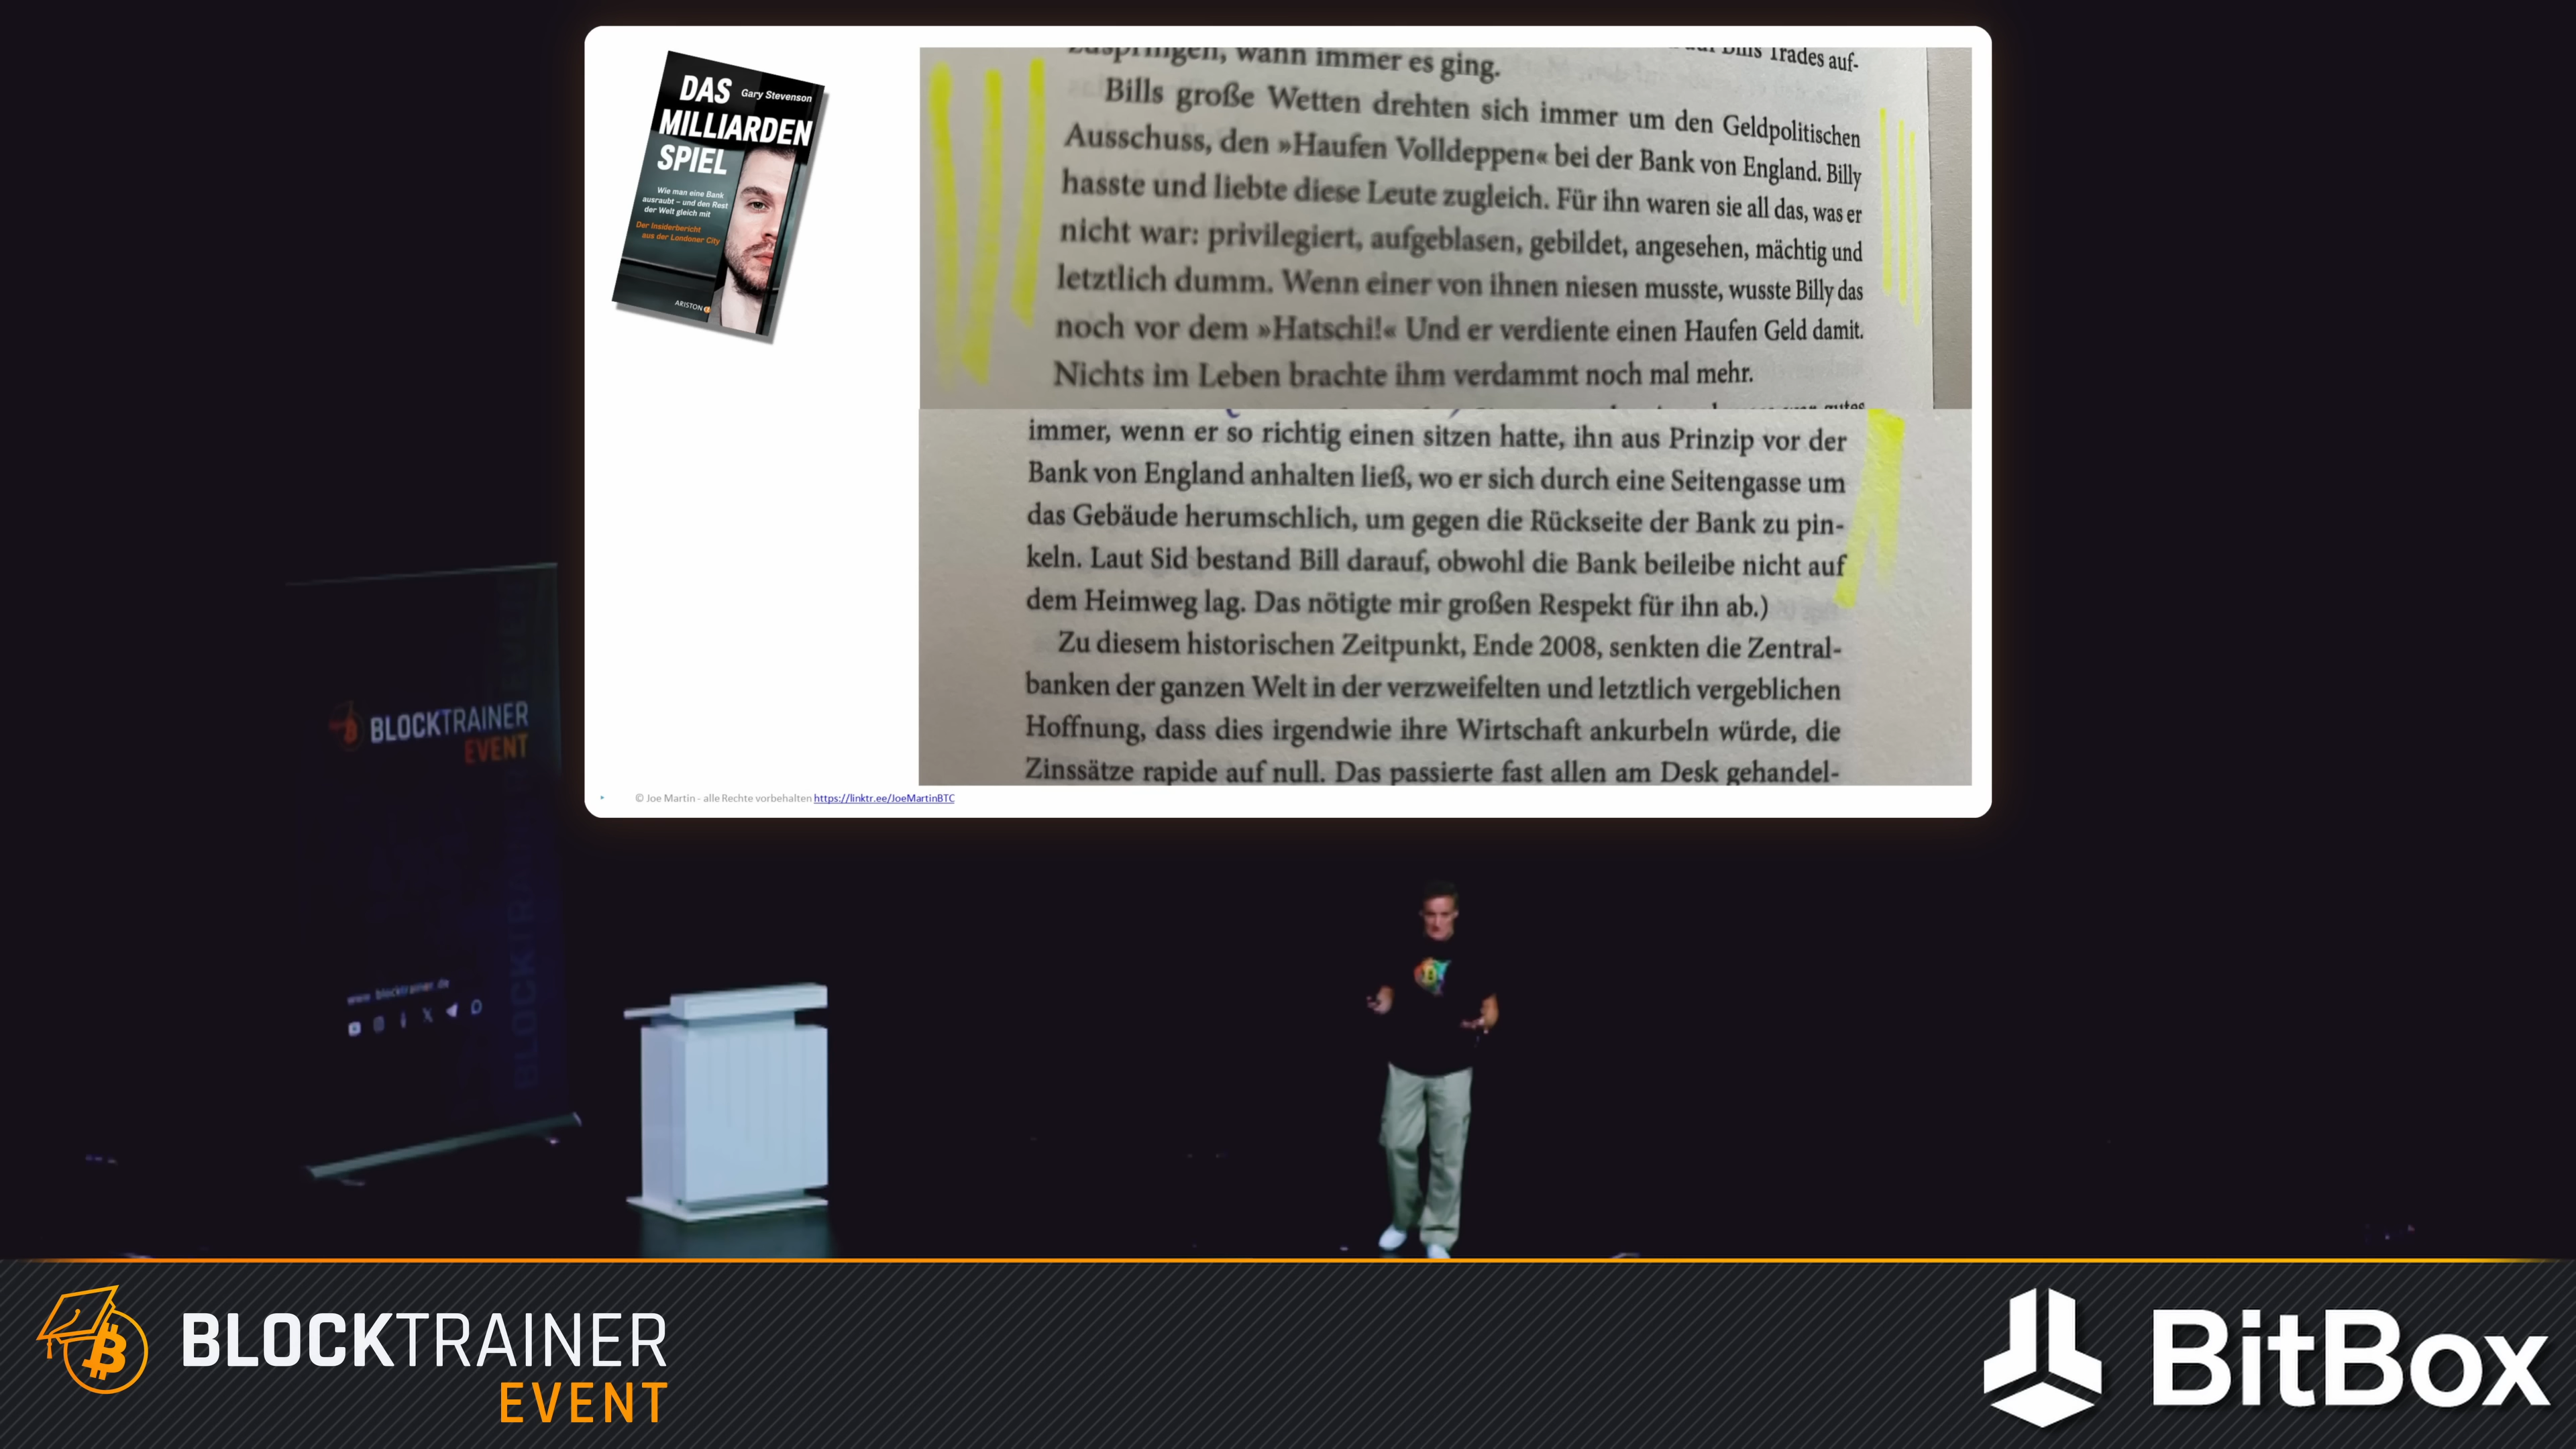 DAS
Gary Stevenson
MILLIARDEN
SPIEL
Wie man eine Bank
ausraubt – und den Rest
der Welt gleich mit
Der Insiderbericht
aus der Londoner City
ARISTON
zuspringen, wann immer es ging.
Bills Trades auf-
Bills große Wetten drehten sich immer um den Geldpolitischen
Ausschuss, den »Haufen Volldeppen« bei der Bank von England. Billy
hasste und liebte diese Leute zugleich. Für ihn waren sie all das, was er
nicht war: privilegiert, aufgeblasen, gebildet, angesehen, mächtig und
letztlich dumm. Wenn einer von ihnen niesen musste, wusste Billy das
noch vor dem »Hatschi!« Und er verdiente einen Haufen Geld damit.
Nichts im Leben brachte ihm verdammt noch mal mehr.
immer, wenn er so richtig einen sitzen hatte, ihn aus Prinzip vor der
Bank von England anhalten ließ, wo er sich durch eine Seitengasse um
das Gebäude herumschlich, um gegen die Rückseite der Bank zu pin-
keln. Laut Sid bestand Bill darauf, obwohl die Bank beileibe nicht auf
dem Heimweg lag. Das nötigte mir großen Respekt für ihn ab.)
Zu diesem historischen Zeitpunkt, Ende 2008, senkten die Zentral-
banken der ganzen Welt in der verzweifelten und letztlich vergeblichen
Hoffnung, dass dies irgendwie ihre Wirtschaft ankurbeln würde, die
Zinssätze rapide auf null. Das passierte fast allen am Desk gehandel-
© Joe Martin - alle Rechte vorbehalten https://linktr.ee/JoeMartinBTC
BLOCKTRAINER
EVENT
www.blocktrainer.de
BLOCKTRAINER
BLOCKTRAINER
EVENT
BitBox